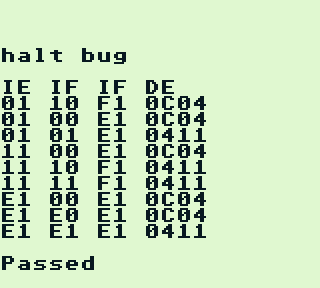 halt bug
IE IF IF DE
01 10 F1 0C04
01 00 E1 0C04
01 01 E1 0411
11 00 E1 0C04
11 10 F1 0411
11 11 F1 0411
E1 00 E1 0C04
E1 E0 E1 0C04
E1 E1 E1 0411
Passed